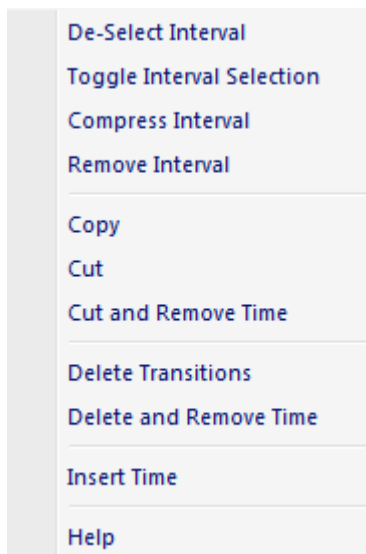 De-Select Interval
Toggle Interval Selection
Compress Interval
Remove Interval
Copy
Cut
Cut and Remove Time
Delete Transitions
Delete and Remove Time
Insert Time
Help